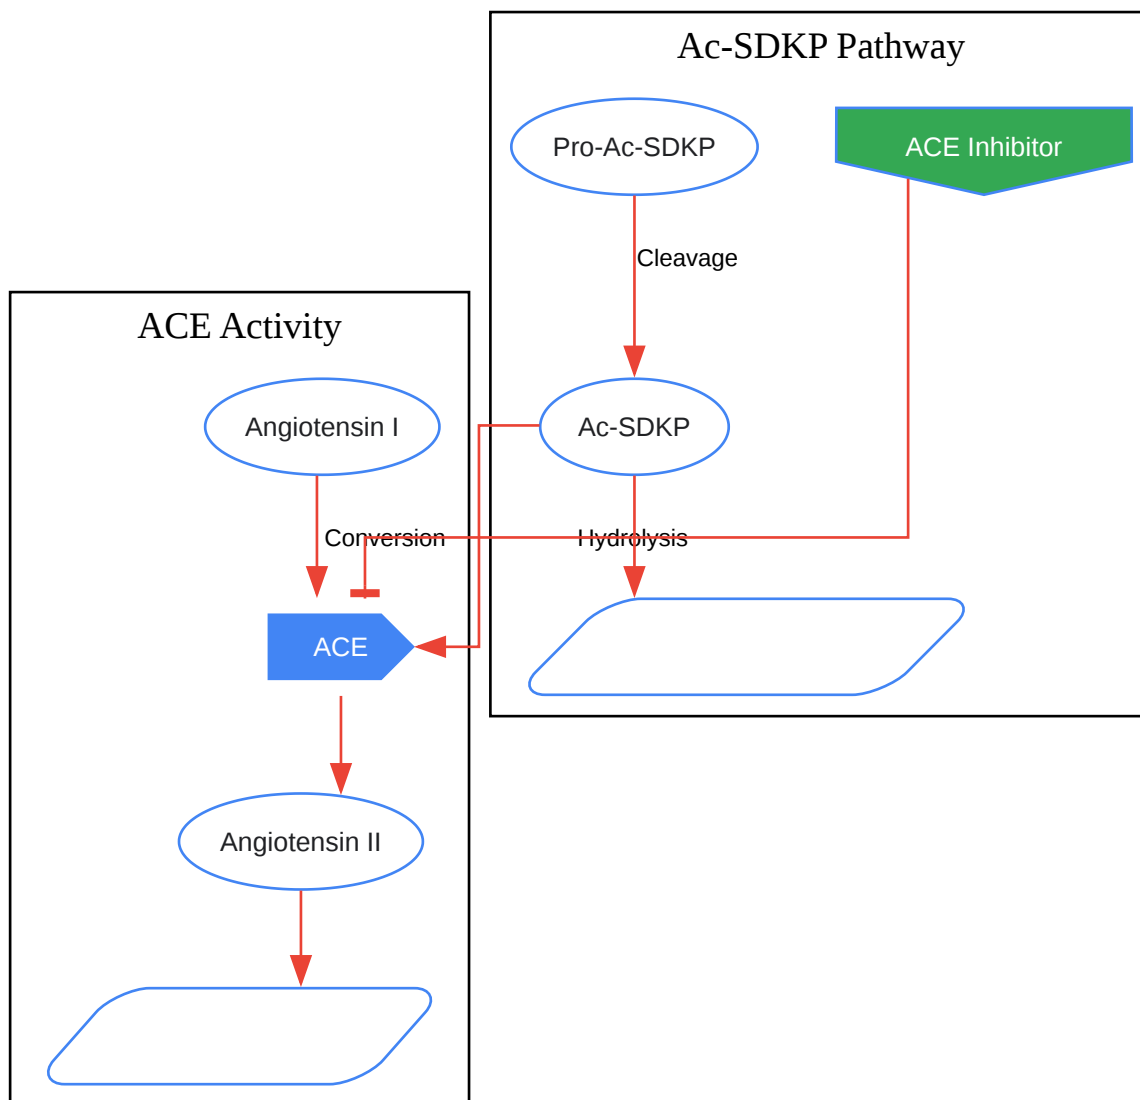 Ac-SDKP Pathway
Pro-Ac-SDKP
ACE Inhibitor
Cleavage
ACE Activity
Angiotensin I
Ac-SDKP
Conversion
Hydrolysis
ACE
Angiotensin II